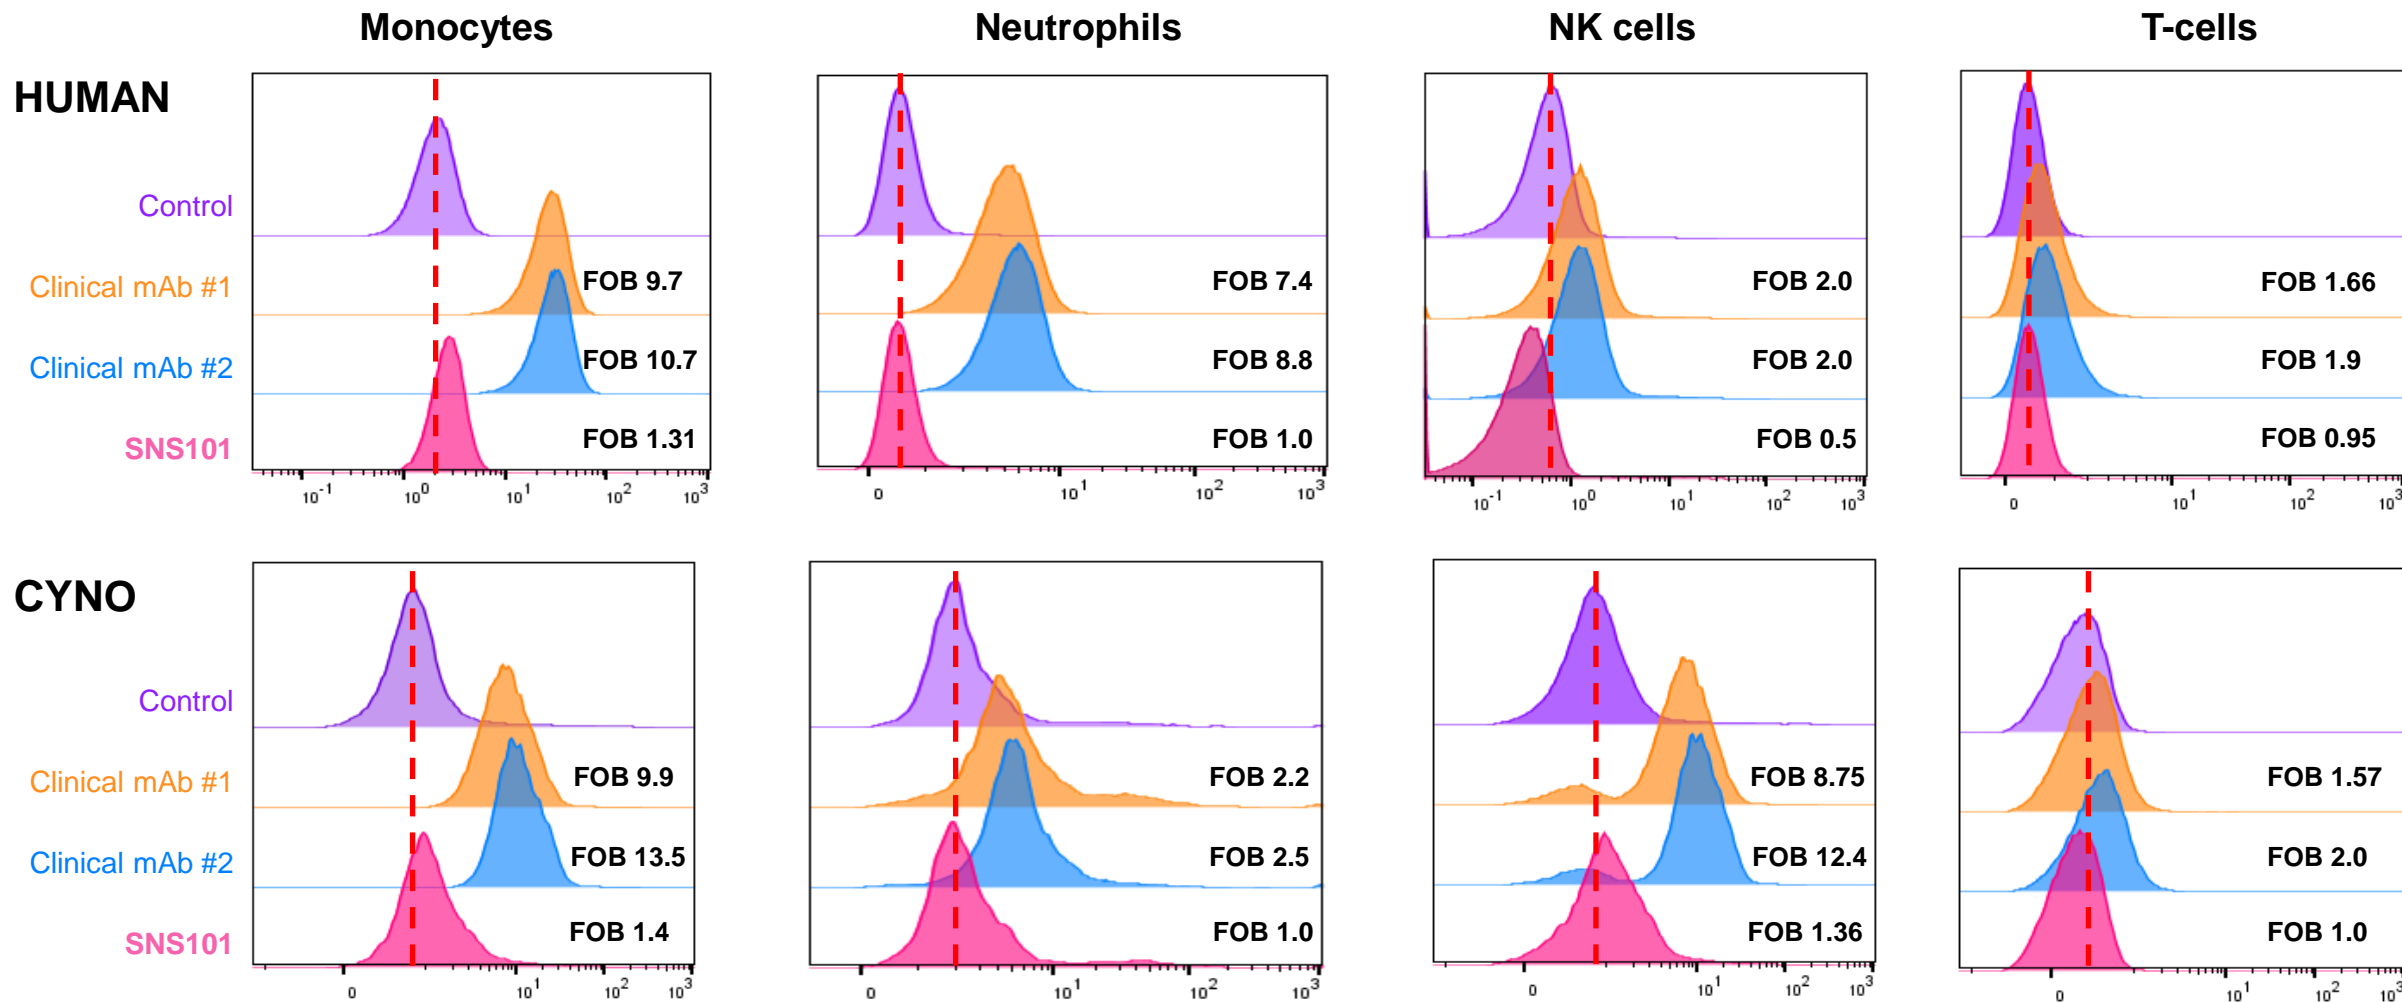 Monocytes
Neutrophils
NK cells
T-cells
HUMAN
Control
Clinical mAb #1
Clinical mAb #2
SNS101
FOB 9.7
FOB 10.7
FOB 1.31
10⁻¹ 10⁰ 10¹ 10² 10³
FOB 7.4
FOB 8.8
FOB 1.0
0 10¹ 10² 10³
FOB 2.0
FOB 2.0
FOB 0.5
10⁻¹ 10⁰ 10¹ 10² 10³
FOB 1.66
FOB 1.9
FOB 0.95
0 10¹ 10² 10³
CYNO
Control
Clinical mAb #1
Clinical mAb #2
SNS101
FOB 9.9
FOB 13.5
FOB 1.4
0 10¹ 10² 10³
FOB 2.2
FOB 2.5
FOB 1.0
0 10¹ 10² 10³
FOB 8.75
FOB 12.4
FOB 1.36
0 10¹ 10² 10³
FOB 1.57
FOB 2.0
FOB 1.0
0 10¹ 10² 10³